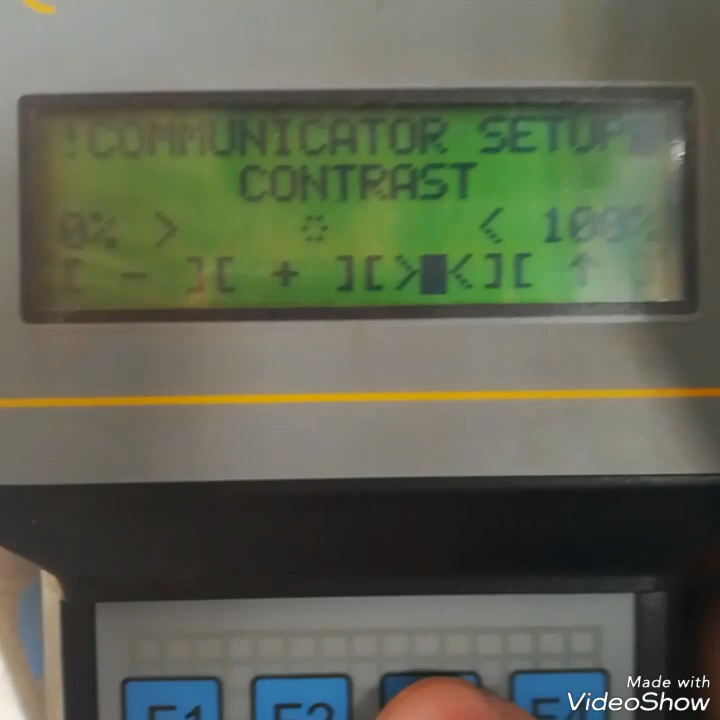 !COMMUNICATOR SETUP
CONTRAST
0% > < 100%
[ - ][ + ][>█<][ ↑ ]
F1 F2
Made with
VideoShow